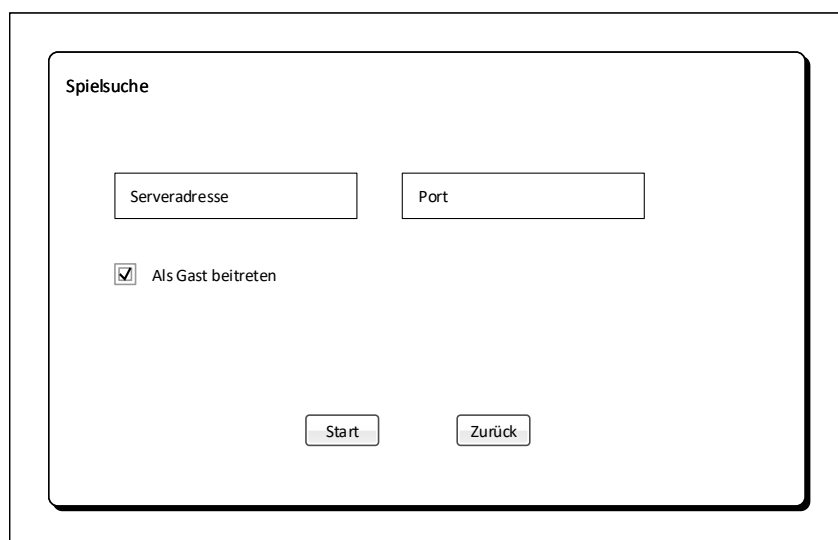 Spielsuche
Serveradresse
Port
Als Gast beitreten
Start
Zurück